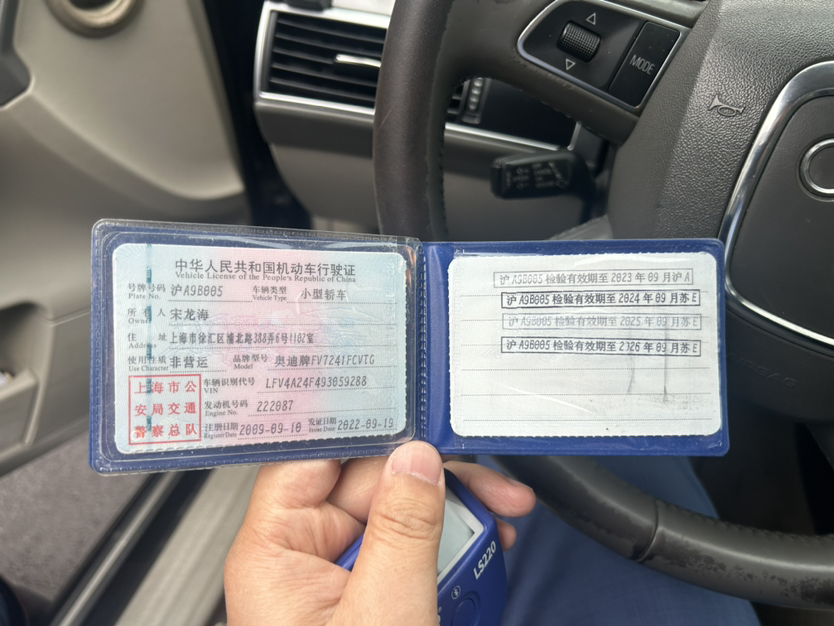 中华人民共和国机动车行驶证
Vehicle License of the People's Republic of China
号牌号码 沪A9B005 车辆类型 小型轿车
Plate No. Vehicle Type
所有人 宋龙海
Owner
住址 上海市徐汇区浦北路388弄6号1102室
Address
使用性质 非营运 品牌型号 奥迪牌FV7241FCVTG
Use Character Model
上海市公
安局交通
警察总队
车辆识别代号 LFV4A24F493059288
VIN
发动机号码 222087
Engine No.
注册日期 2009-09-10 发证日期 2022-09-19
Register Date Issue Date
沪A9B005 检验有效期至 2023 年 09 月沪A
沪A9B005 检验有效期至 2024 年 09 月苏E
沪A9B005 检验有效期至 2025 年 09 月苏E
沪A9B005 检验有效期至 2026 年 09 月苏E
MODE
LS220